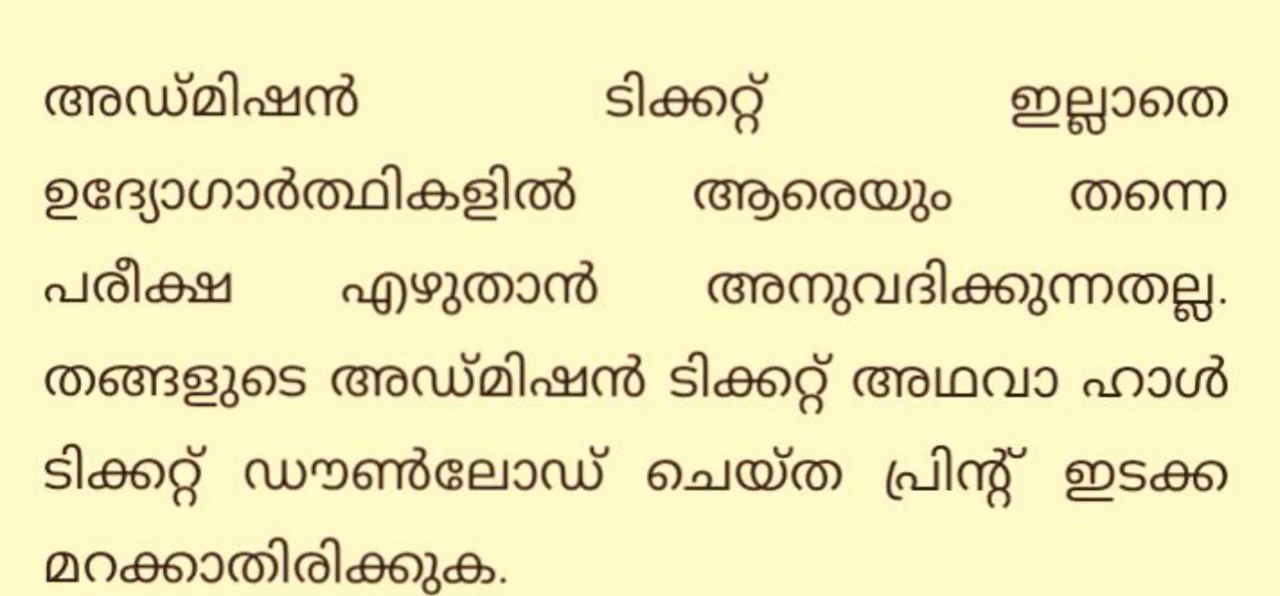 അഡ്മിഷൻ ടിക്കറ്റ് ഇല്ലാതെ
ഉദ്യോഗാർത്ഥികളിൽ ആരെയും തന്നെ
പരീക്ഷ എഴുതാൻ അനുവദിക്കുന്നതല്ല.
തങ്ങളുടെ അഡ്മിഷൻ ടിക്കറ്റ് അഥവാ ഹാൾ
ടിക്കറ്റ് ഡൗൺലോഡ് ചെയ്ത പ്രിന്റ് ഇടക്ക
മറക്കാതിരിക്കുക.